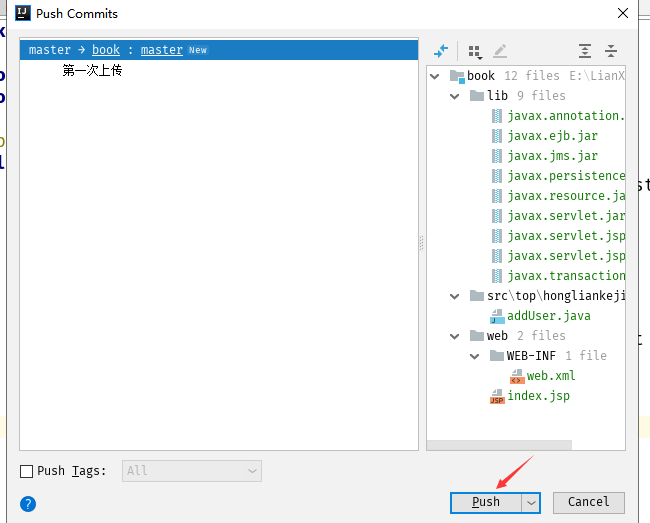 Push Commits
master → book : master New
第一次上传
book 12 files E:\LianX
lib 9 files
javax.annotation.
javax.ejb.jar
javax.jms.jar
javax.persistence
javax.resource.ja
javax.servlet.jar
javax.servlet.jsp
javax.servlet.jsp
javax.transaction
src\top\hongliankeji
addUser.java
web 2 files
WEB-INF 1 file
web.xml
index.jsp
Push Tags: All
? Push Cancel